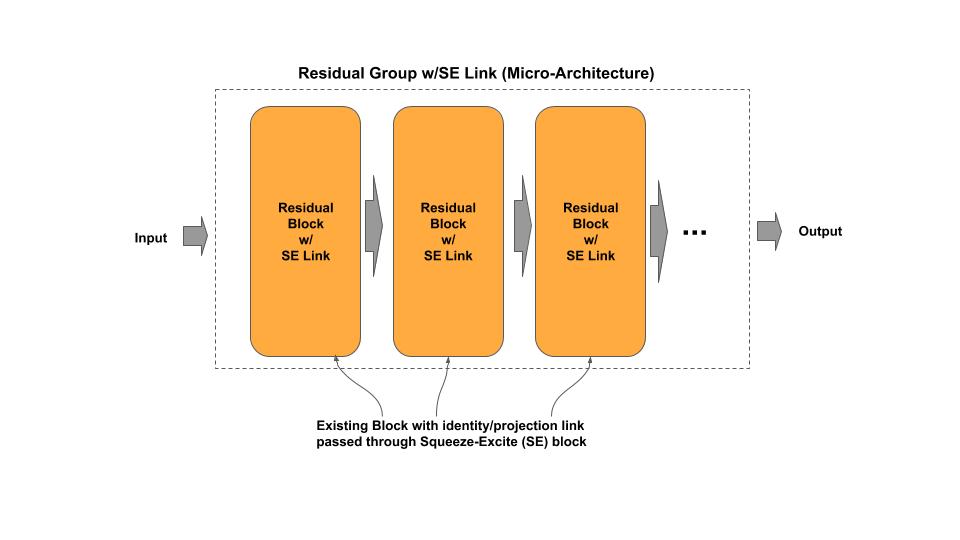 Residual Group w/SE Link (Micro-Architecture)
Input
Residual
Block
w/
SE Link
Residual
Block
w/
SE Link
Residual
Block
w/
SE Link
...
Output
Existing Block with identity/projection link
passed through Squeeze-Excite (SE) block